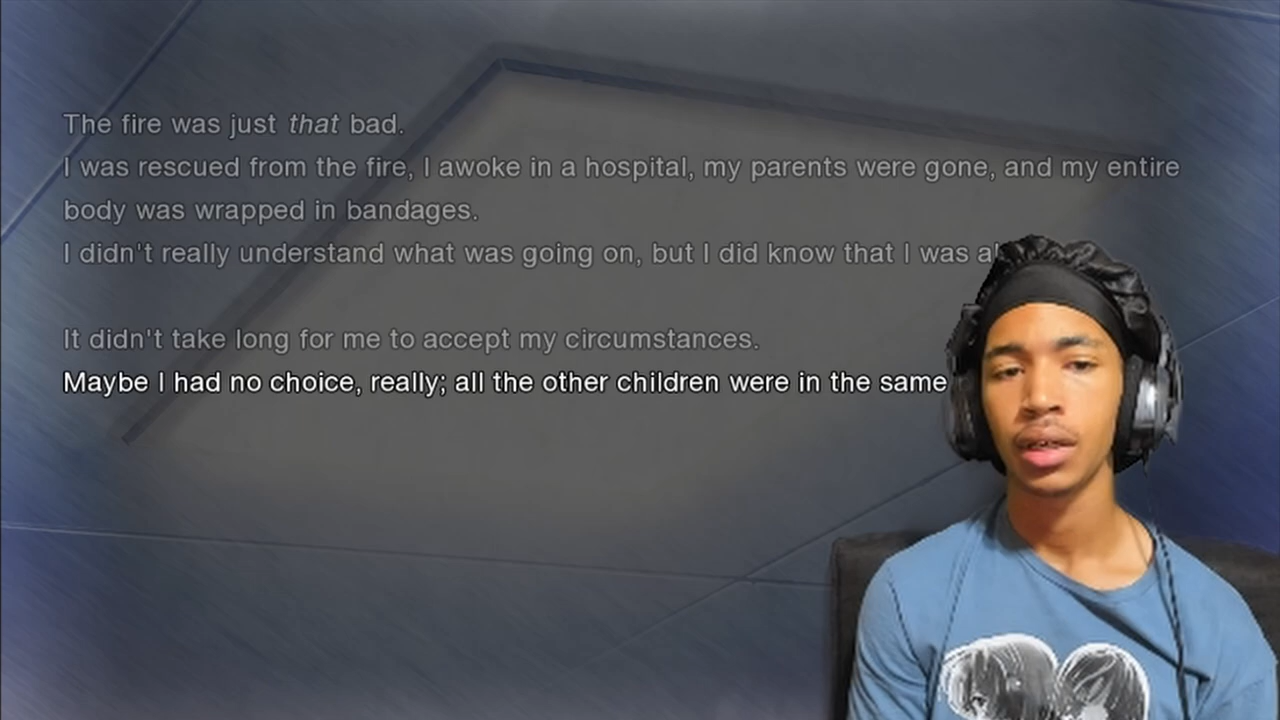 The fire was just that bad.
I was rescued from the fire, I awoke in a hospital, my parents were gone, and my entire
body was wrapped in bandages.
I didn't really understand what was going on, but I did know that I was
It didn't take long for me to accept my circumstances.
Maybe I had no choice, really; all the other children were in the same